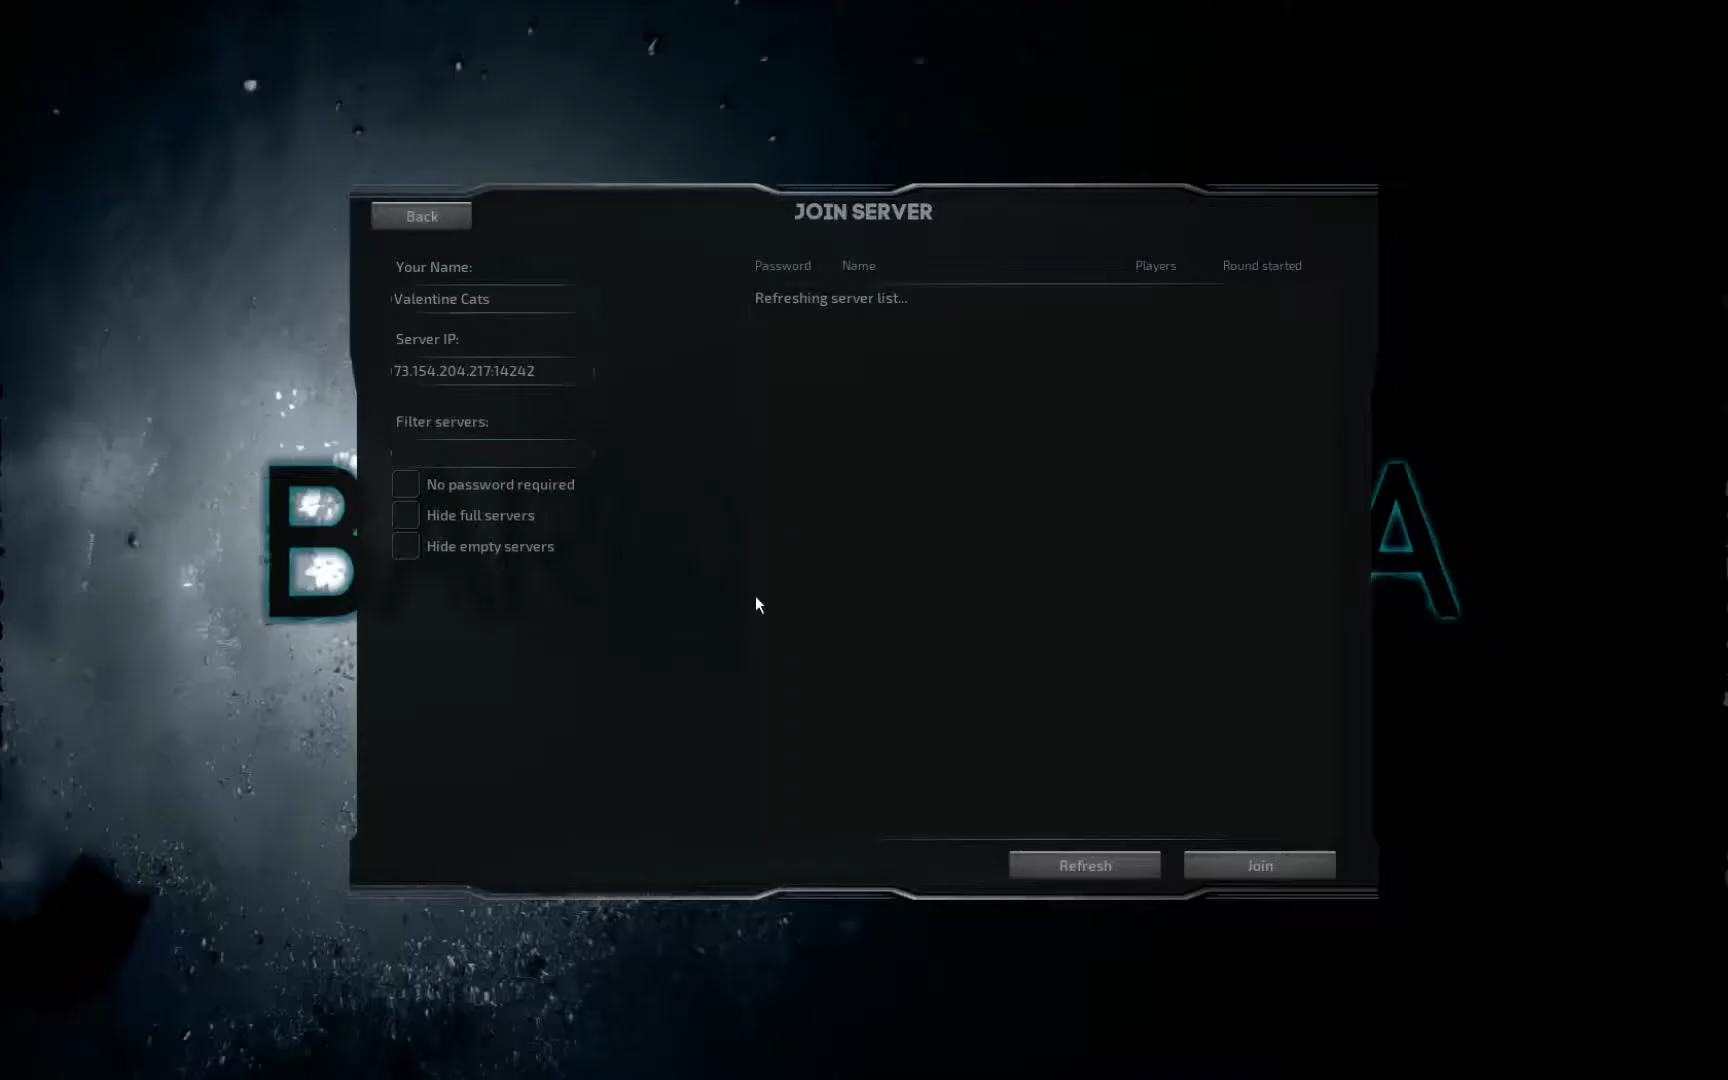 Back
JOIN SERVER
Your Name:
Valentine Cats
Server IP:
73.154.204.217:14242
Filter servers:
No password required
Hide full servers
Hide empty servers
Password Name Players Round started
Refreshing server list...
B
A
Refresh
Join